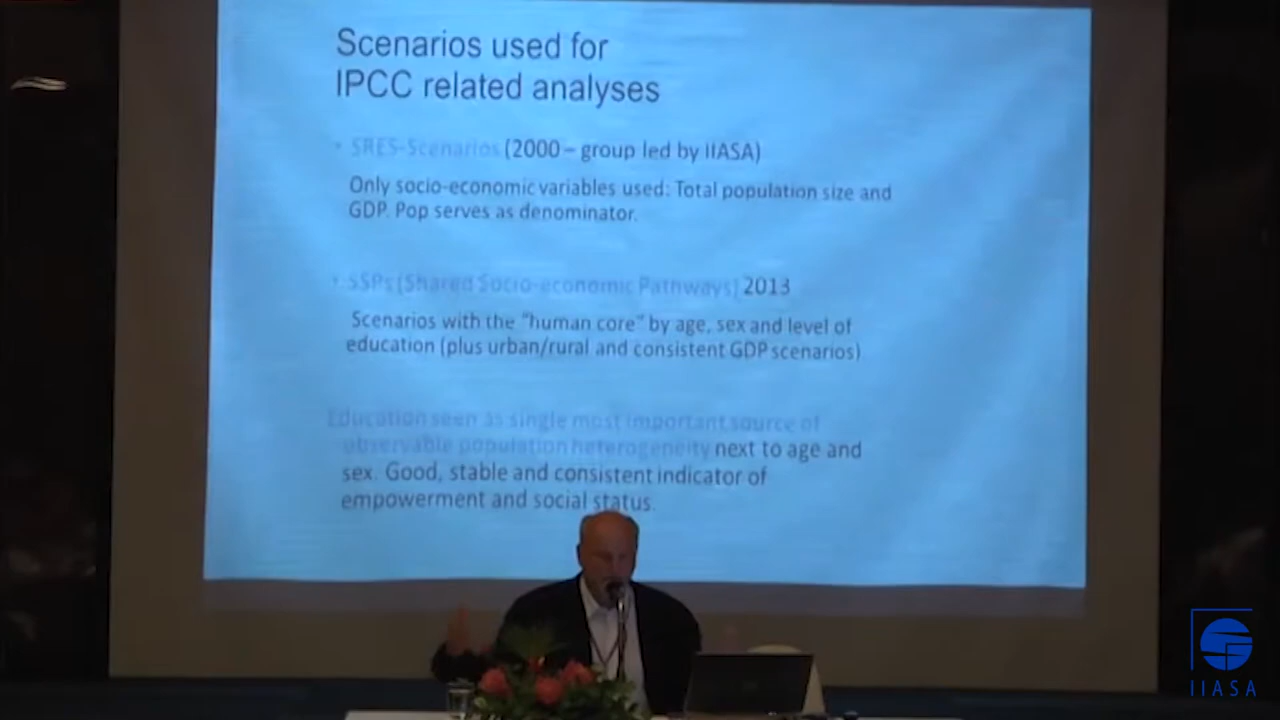 Scenarios used for
IPCC related analyses
• SRES-Scenarios (2000 – group led by IIASA)
Only socio-economic variables used: Total population size and
GDP. Pop serves as denominator.
• SSPs (Shared Socio-economic Pathways) 2013
Scenarios with the "human core" by age, sex and level of
education (plus urban/rural and consistent GDP scenarios)
Education seen as single most important source of
observable population heterogeneity next to age and
sex. Good, stable and consistent indicator of
empowerment and social status.
IIASA